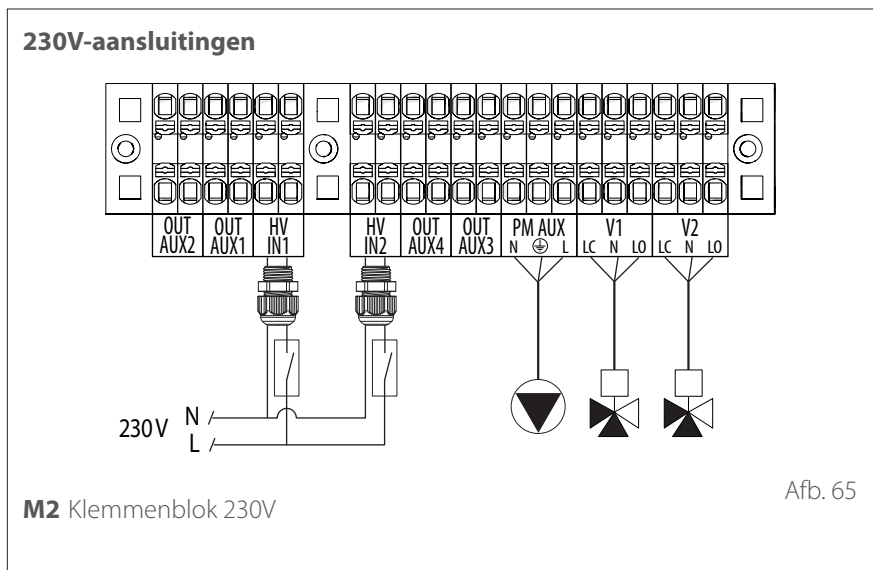 230V-aansluitingen
OUT AUX2 OUT AUX1 HV IN1 HV IN2 OUT AUX4 OUT AUX3 PM AUX N L V1 LC N LO V2 LC N LO
230 V N
L
M2 Klemmenblok 230V
Afb. 65